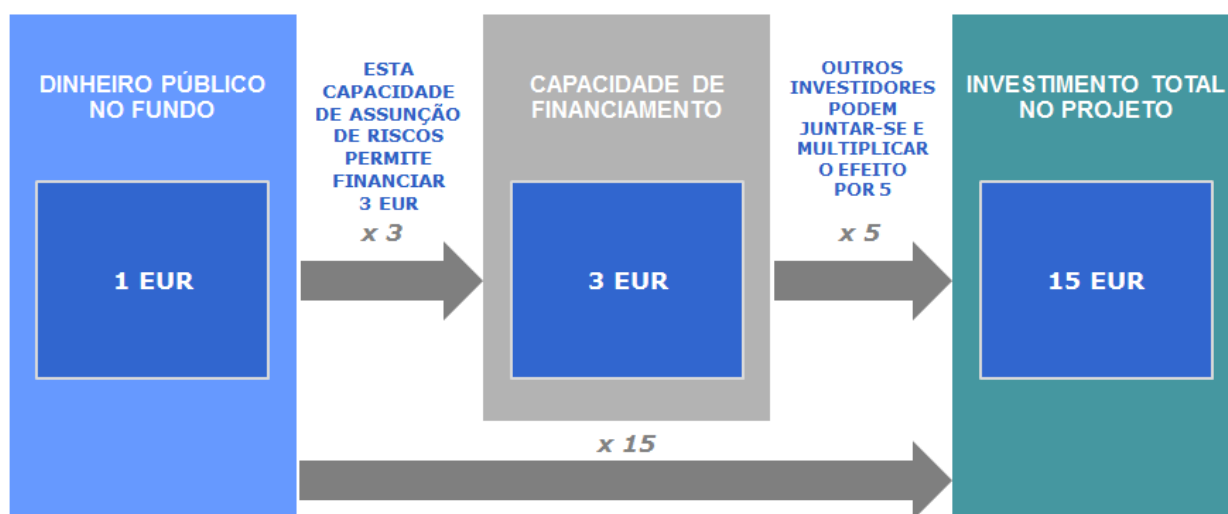 DINHEIRO PÚBLICO
NO FUNDO
1 EUR
ESTA
CAPACIDADE
DE ASSUNÇÃO
DE RISCOS
PERMITE
FINANCIAR
3 EUR
x 3
CAPACIDADE DE
FINANCIAMENTO
3 EUR
OUTROS
INVESTIDORES
PODEM
JUNTAR-SE E
MULTIPLICAR
O EFEITO
POR 5
x 5
INVESTIMENTO TOTAL
NO PROJETO
15 EUR
x 15